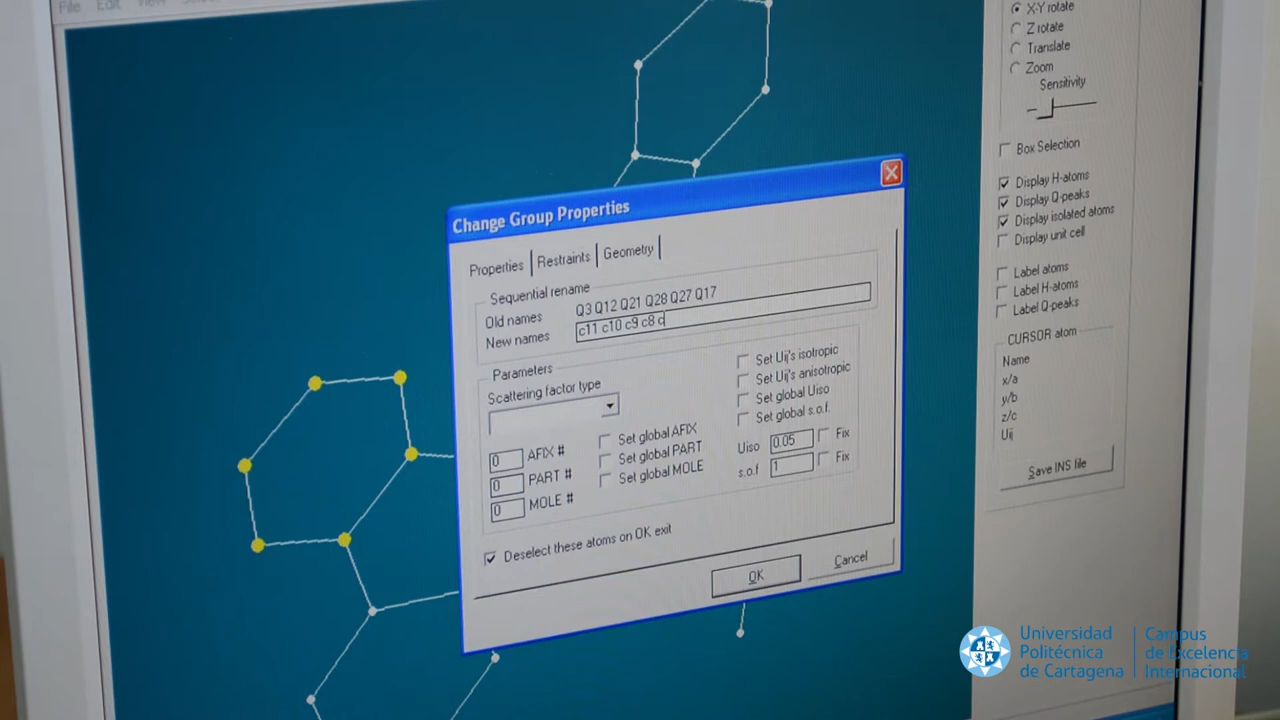 File Edit View
X-Y rotate
Z rotate
Translate
Zoom
Sensitivity
Box Selection
Display H-atoms
Display Q-peaks
Display isolated atoms
Display unit cell
Label atoms
Label H-atoms
Label Q-peaks
CURSOR atom
Name
x/a
y/b
z/c
Uij
Save INS file
Change Group Properties
Properties Restraints Geometry
Sequential rename
Old names Q3 Q12 Q21 Q28 Q27 Q17
New names c11 c10 c9 c8 c
Parameters
Scattering factor type
0 AFIX #
0 PART #
0 MOLE #
Set global AFIX
Set global PART
Set global MOLE
Set Uij's isotropic
Set Uij's anisotropic
Set global Uiso
Set global s.o.f.
Uiso 0.05 Fix
s.o.f 1 Fix
Deselect these atoms on OK exit
OK Cancel
Universidad
Politécnica
de Cartagena
Campus
de Excelencia
Internacional